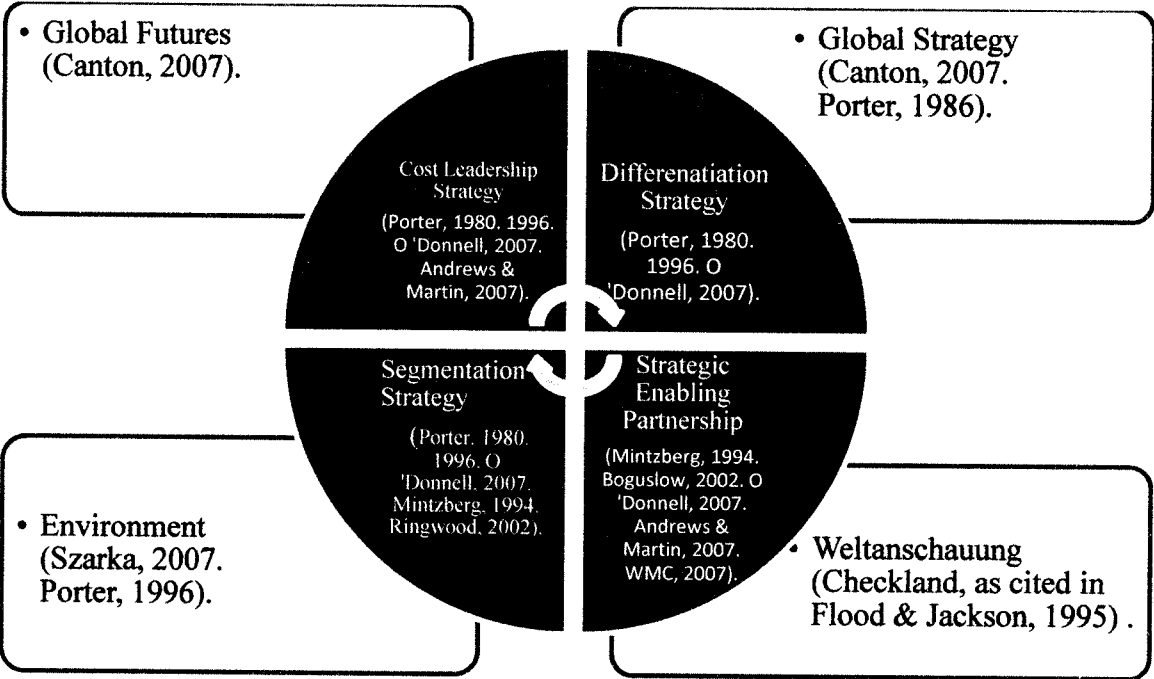 • Global Futures
(Canton, 2007).
• Global Strategy
(Canton, 2007.
Porter, 1986).
Cost Leadership
Strategy
(Porter, 1980. 1996.
O 'Donnell, 2007.
Andrews &
Martin, 2007).
Differenatiation
Strategy
(Porter, 1980.
1996. O
'Donnell, 2007).
Segmentation
Strategy
(Porter. 1980.
1996. O
'Donnell. 2007.
Mintzberg, 1994.
Ringwood, 2002).
Strategic
Enabling
Partnership
(Mintzberg, 1994.
Boguslow, 2002. O
'Donnell, 2007.
Andrews &
Martin, 2007.
WMC, 2007).
• Environment
(Szarka, 2007.
Porter, 1996).
• Weltanschauung
(Checkland, as cited in
Flood & Jackson, 1995) .